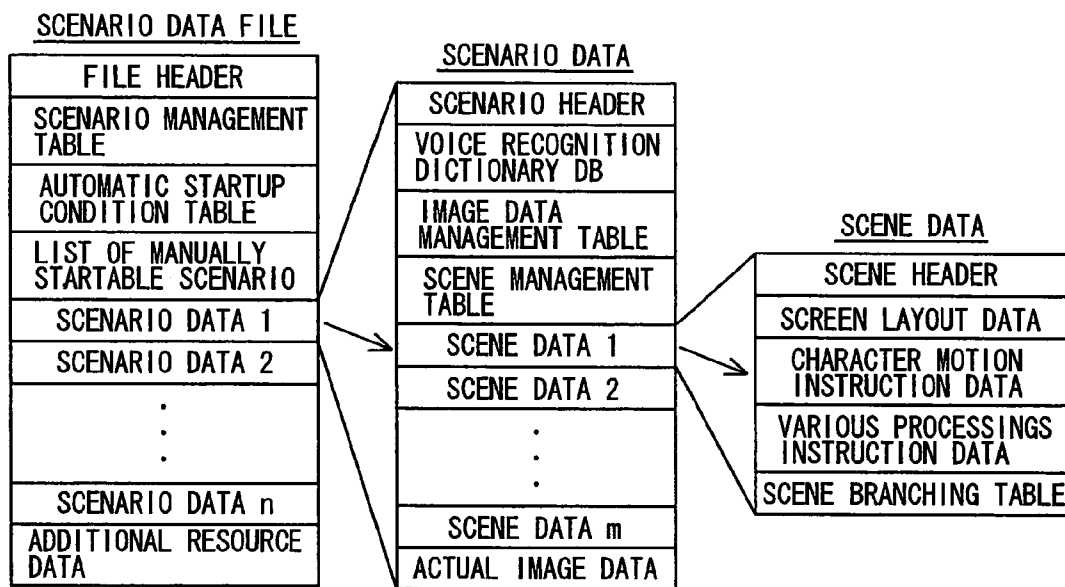 SCENARIO DATA FILE
FILE HEADER
SCENARIO MANAGEMENT
TABLE
AUTOMATIC STARTUP
CONDITION TABLE
LIST OF MANUALLY
STARTABLE SCENARIO
SCENARIO DATA 1
SCENARIO DATA 2
SCENARIO DATA n
ADDITIONAL RESOURCE
DATA
SCENARIO DATA
SCENARIO HEADER
VOICE RECOGNITION
DICTIONARY DB
IMAGE DATA
MANAGEMENT TABLE
SCENE MANAGEMENT
TABLE
SCENE DATA 1
SCENE DATA 2
SCENE DATA m
ACTUAL IMAGE DATA
SCENE DATA
SCENE HEADER
SCREEN LAYOUT DATA
CHARACTER MOTION
INSTRUCTION DATA
VARIOUS PROCESSINGS
INSTRUCTION DATA
SCENE BRANCHING TABLE